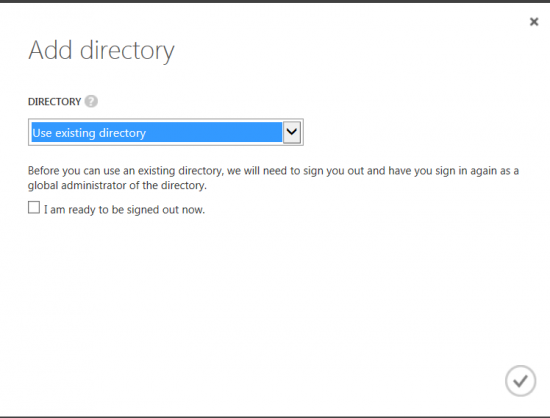 Add directory
DIRECTORY ?
Use existing directory
Before you can use an existing directory, we will need to sign you out and have you sign in again as a
global administrator of the directory.
I am ready to be signed out now.